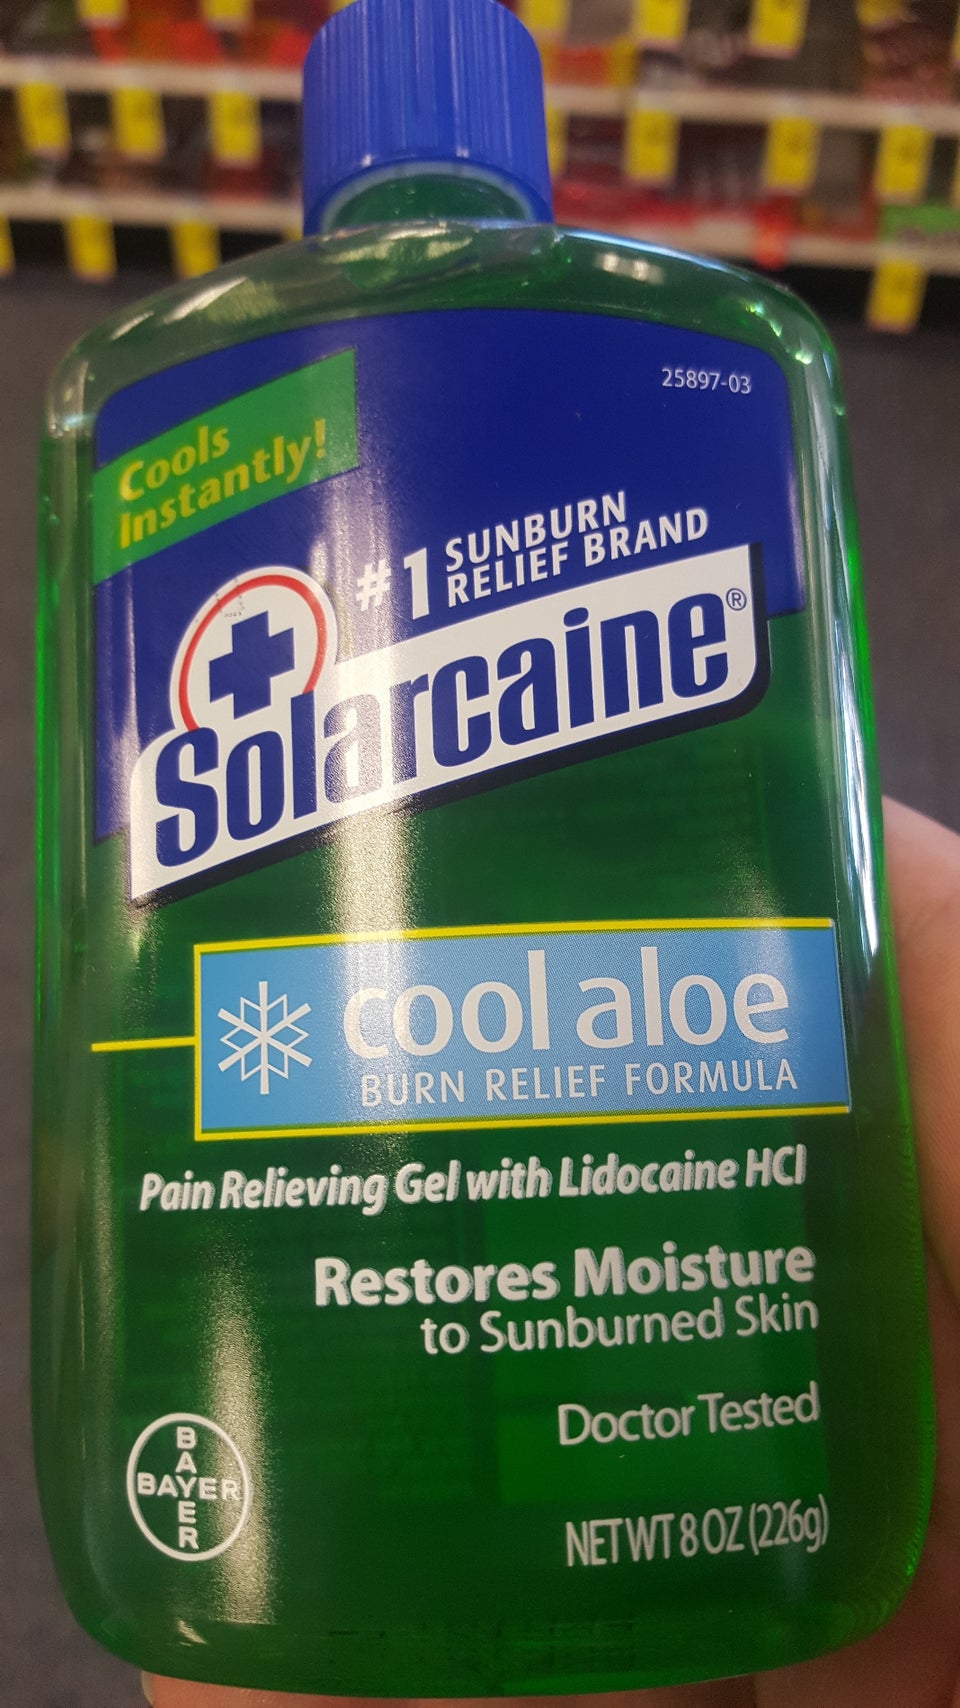 25897-03
Cools
Instantly!
#1 SUNBURN
RELIEF BRAND
Solarcaine®
cool aloe
BURN RELIEF FORMULA
Pain Relieving Gel with Lidocaine HCl
Restores Moisture
to Sunburned Skin
Doctor Tested
BAYER
BAYER
NET WT 8 OZ (226g)